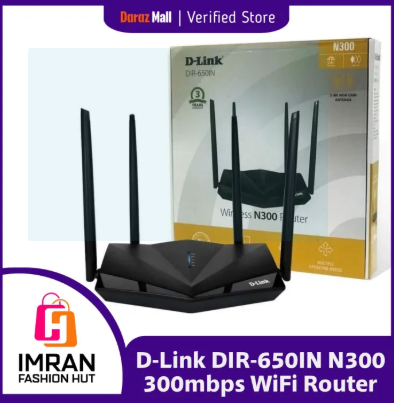 Daraz Mall | Verified Store
N300
D-Link
DIR-650IN
3
Wireless N300 Router
D-Link
IMRAN
FASHION HUT
D-Link DIR-650IN N300
300mbps WiFi Router